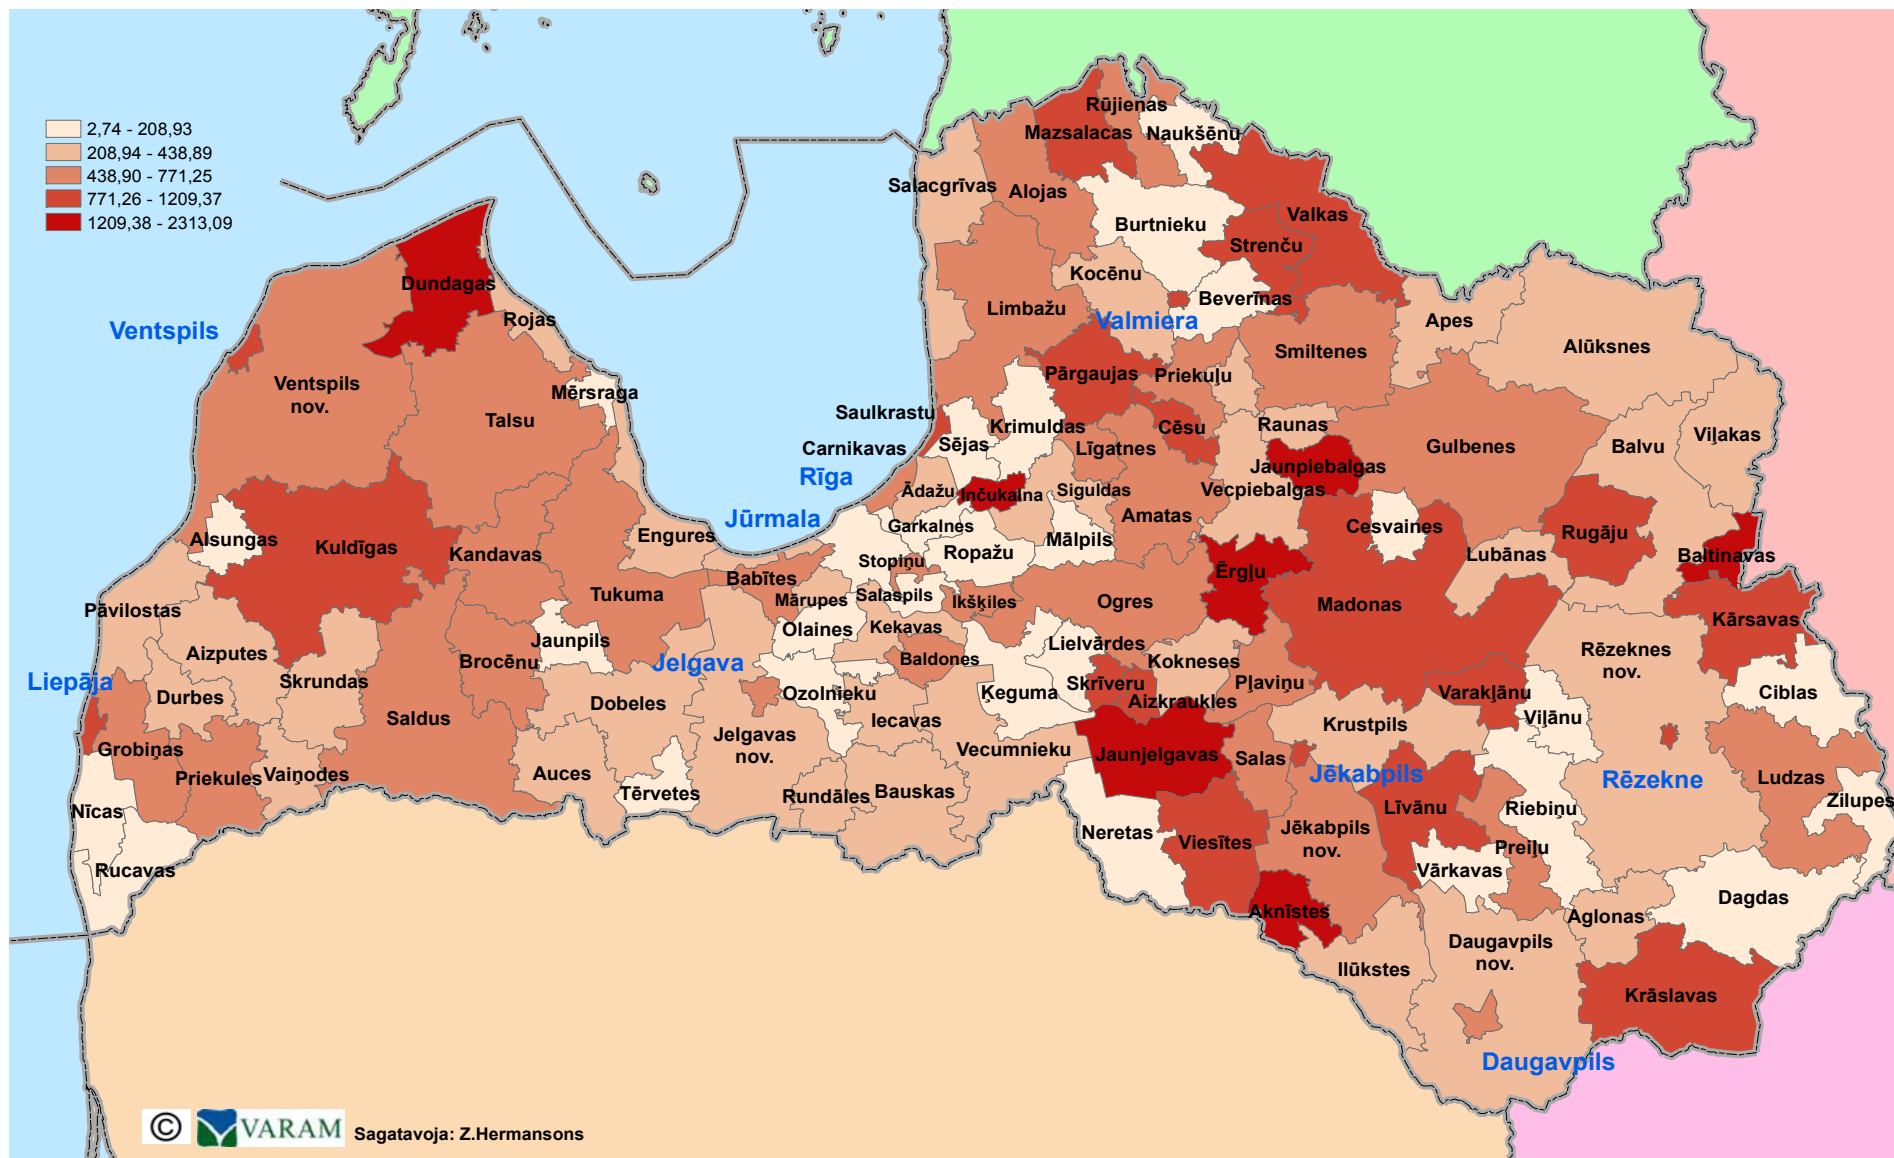 2,74 - 208,93
208,94 - 438,89
438,90 - 771,25
771,26 - 1209,37
1209,38 - 2313,09
Rūjienas
Mazsalacas
Naukšēnu
Salacgrīvas
Alojas
Valkas
Burtnieku
Strenču
Kocēnu
Beverīnas
Dundagas
Limbažu
Valmiera
Apes
Rojas
Ventspils
Smiltenes
Alūksnes
Ventspils
nov.
Pārgaujas
Priekuļu
Mērsraga
Talsu
Saulkrastu
Krimuldas
Cēsu
Raunas
Sējas
Carnikavas
Līgatnes
Gulbenes
Balvu
Viļakas
Rīga
Jaunpiebalgas
Ādažu
Inčukalna
Siguldas
Vecpiebalgas
Jūrmala
Amatas
Garkalnes
Cesvaines
Alsungas
Kuldīgas
Engures
Mālpils
Rugāju
Kandavas
Ropažu
Lubānas
Baltinavas
Stopiņu
Ērgļu
Babītes
Tukuma
Mārupes
Salaspils
Ikšķiles
Ogres
Madonas
Pāvilostas
Kārsavas
Olaines
Ķekavas
Jaunpils
Lielvārdes
Aizputes
Brocēnu
Jelgava
Baldones
Kokneses
Rēzeknes
nov.
Liepāja
Skrundas
Skrīveru
Pļaviņu
Durbes
Ozolnieku
Ķeguma
Varakļānu
Ciblas
Dobeles
Aizkraukles
Saldus
Iecavas
Krustpils
Viļānu
Jelgavas
nov.
Grobiņas
Vecumnieku
Jaunjelgavas
Salas
Priekules
Vaiņodes
Auces
Jēkabpils
Rēzekne
Ludzas
Tērvetes
Rundāles
Bauskas
Nīcas
Līvānu
Riebiņu
Zilupes
Neretas
Jēkabpils
nov.
Viesītes
Preiļu
Rucavas
Vārkavas
Dagdas
Aknīstes
Aglonas
Daugavpils
nov.
Ilūkstes
Krāslavas
Daugavpils
© VARAM Sagatavoja: Z.Hermansons